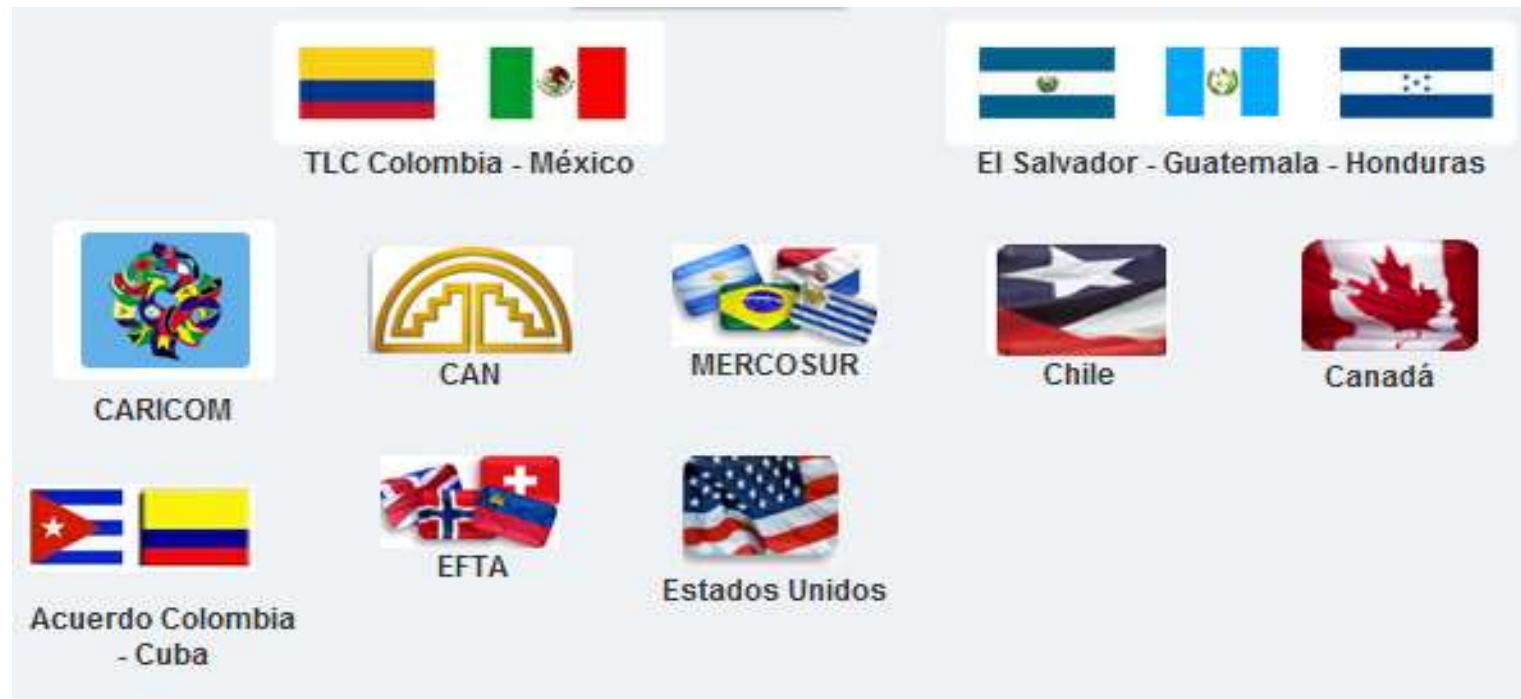 TLC Colombia - México
El Salvador - Guatemala - Honduras
CARICOM
CAN
MERCOSUR
Chile
Canadá
Acuerdo Colombia
- Cuba
EFTA
Estados Unidos